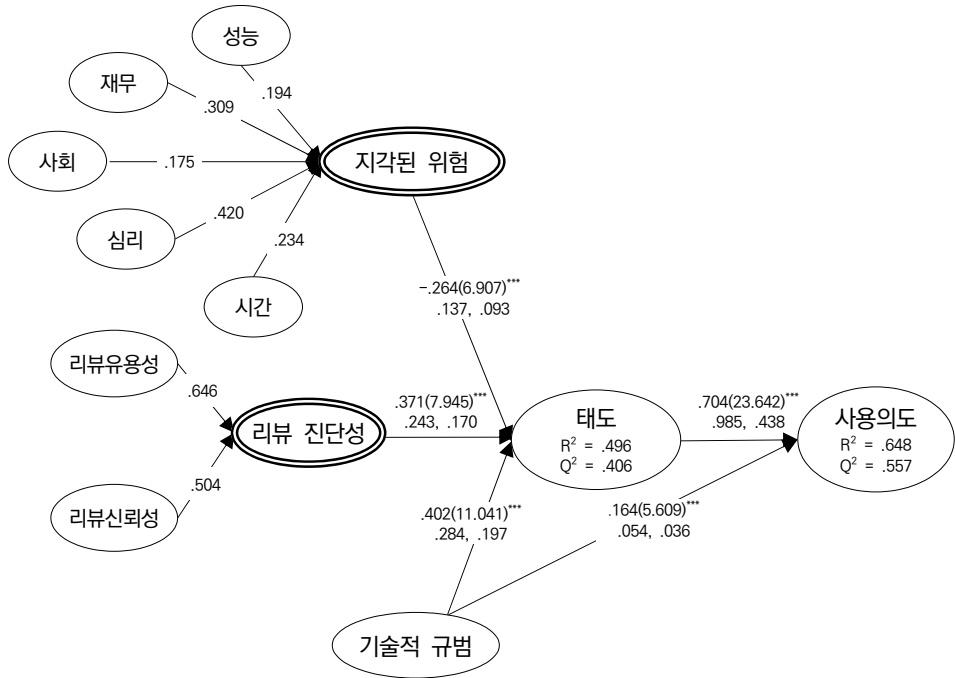 성능
재무
.194
.309
사회
.175
지각된 위험
.420
심리
.234
시간
-.264(6.907)***
.137, .093
리뷰유용성
.646
.371(7.945)***
.243, .170
리뷰 진단성
태도
R² = .496
Q² = .406
.704(23.642)***
.985, .438
사용의도
R² = .648
Q² = .557
.504
리뷰신뢰성
.402(11.041)***
.284, .197
.164(5.609)***
.054, .036
기술적 규범